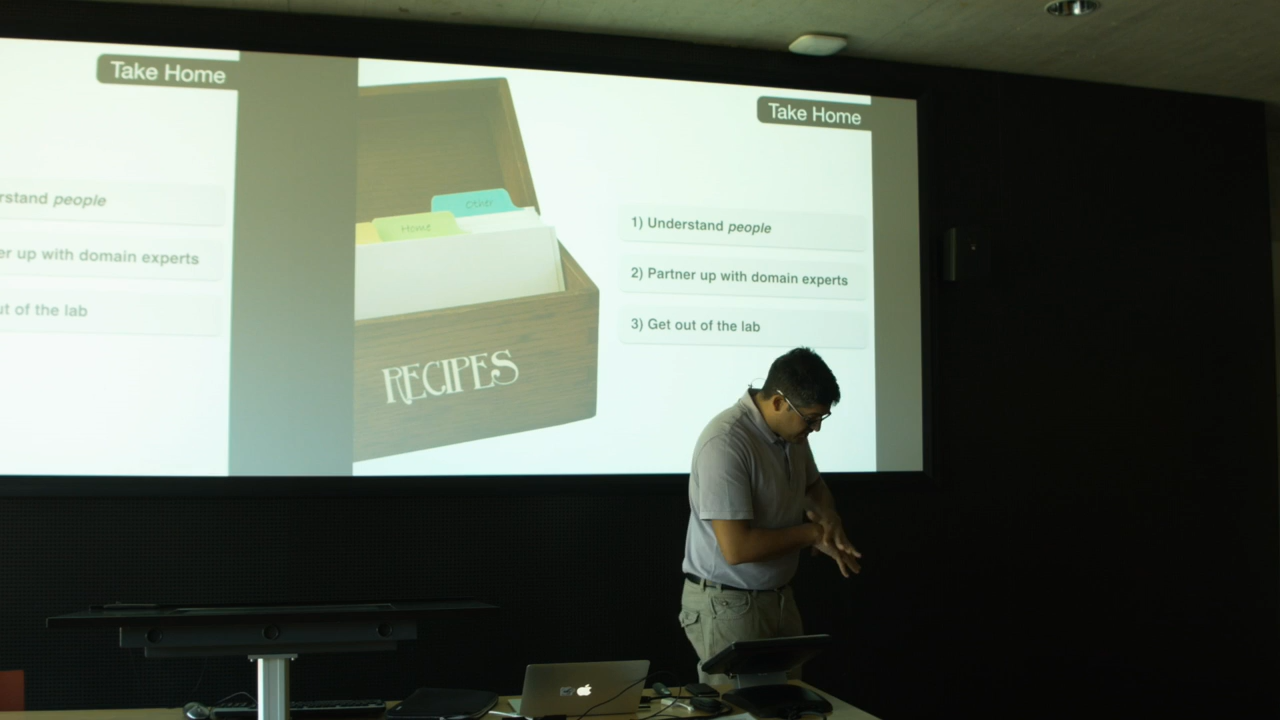 Take Home
rstand people
er up with domain experts
ut of the lab
Other
Home
RECIPES
Take Home
1) Understand people
2) Partner up with domain experts
3) Get out of the lab